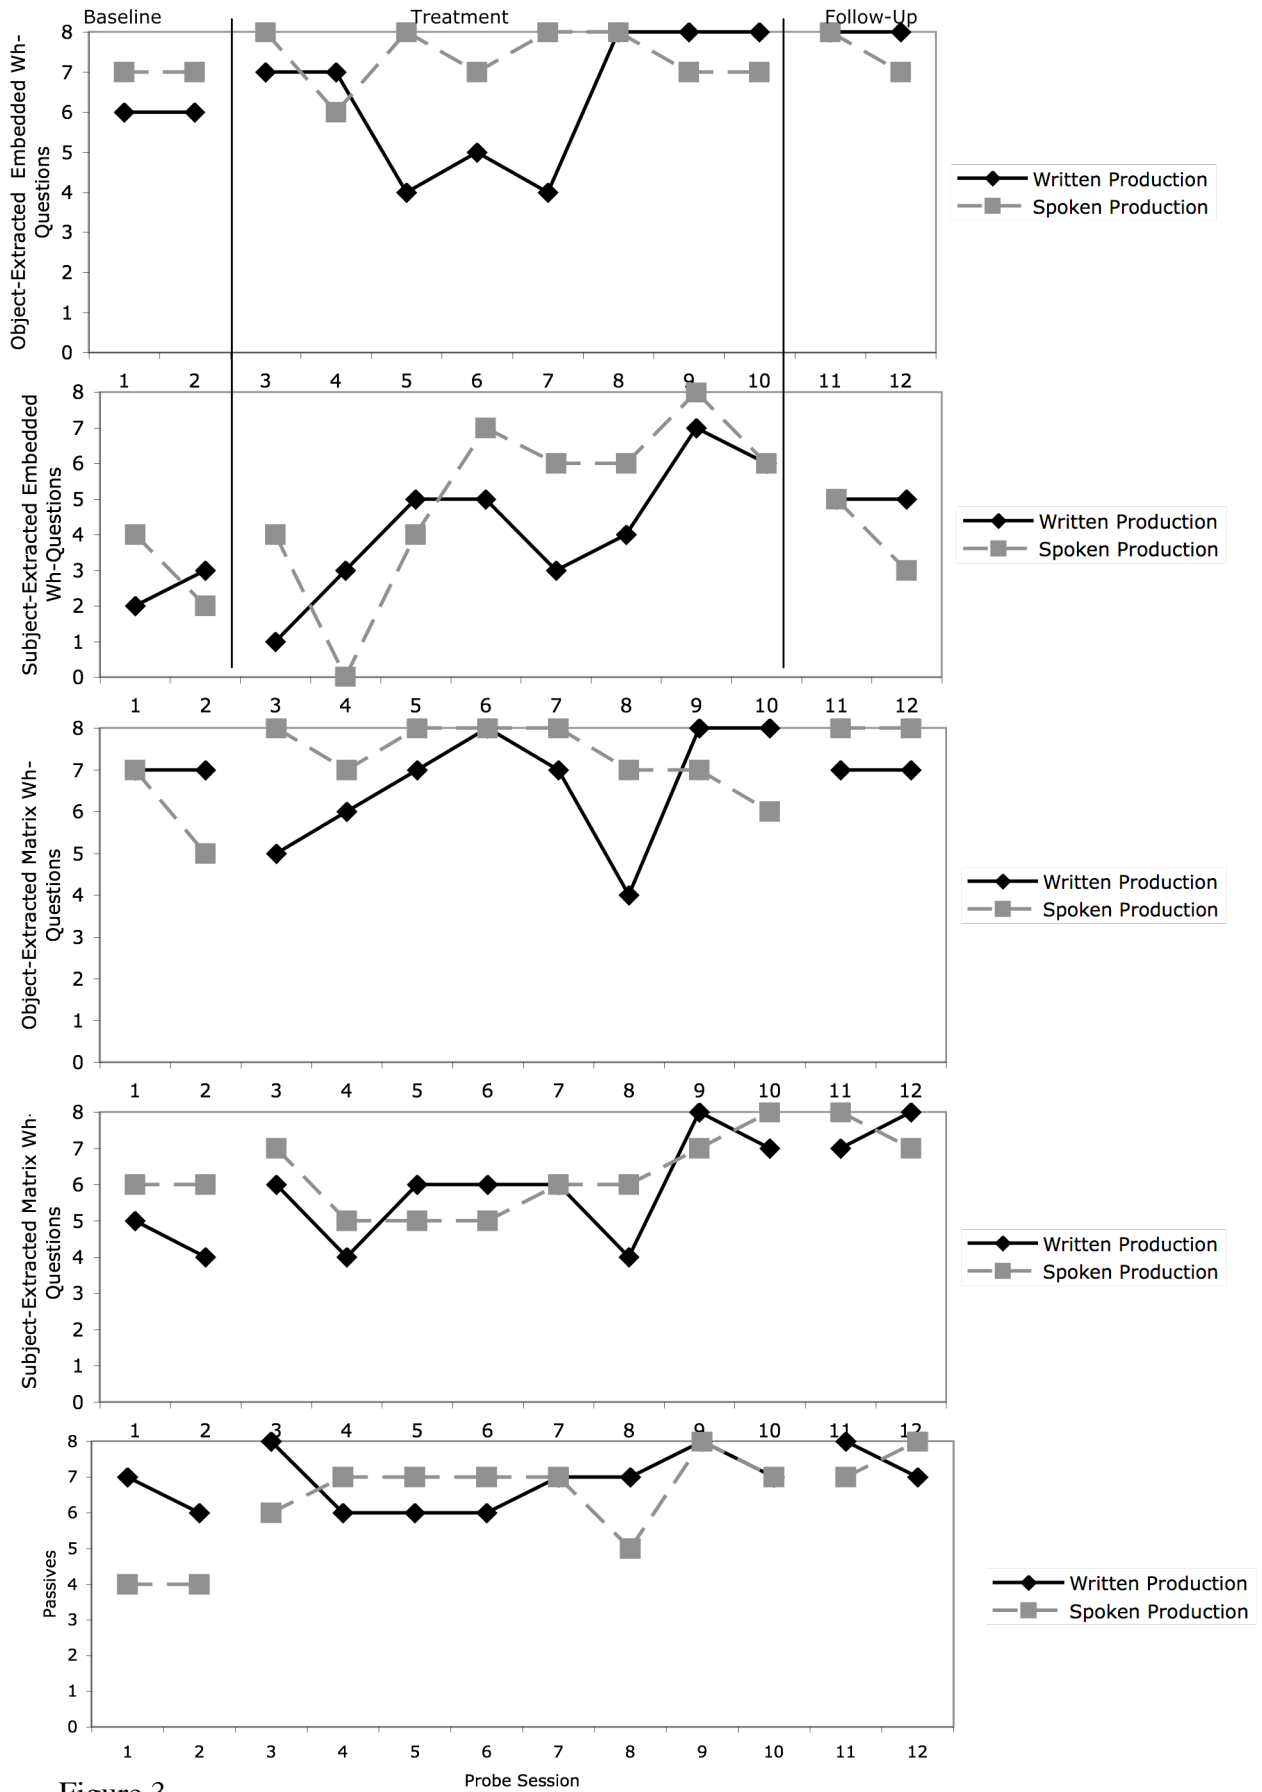 Baseline Treatment Follow-Up
Object-Extracted Embedded Wh-
Questions
8
7
6
5
4
3
2
1
0
1 2 3 4 5 6 7 8 9 10 11 12
Written Production
Spoken Production
Subject-Extracted Embedded
Wh-Questions
8
7
6
5
4
3
2
1
0
1 2 3 4 5 6 7 8 9 10 11 12
Written Production
Spoken Production
Object-Extracted Matrix Wh-
Questions
8
7
6
5
4
3
2
1
0
1 2 3 4 5 6 7 8 9 10 11 12
Written Production
Spoken Production
Subject-Extracted Matrix Wh-
Questions
8
7
6
5
4
3
2
1
0
1 2 3 4 5 6 7 8 9 10 11 12
Written Production
Spoken Production
Passives
8
7
6
5
4
3
2
1
0
1 2 3 4 5 6 7 8 9 10 11 12
Written Production
Spoken Production
Probe Session
Figure 3